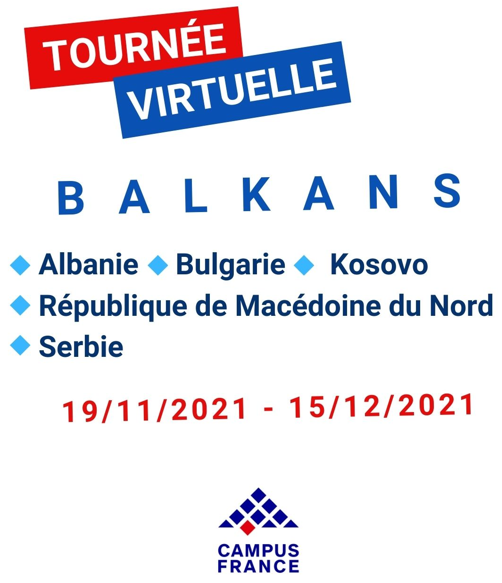 TOURNÉE
VIRTUELLE
BALKANS
Albanie Bulgarie Kosovo
République de Macédoine du Nord
Serbie
19/11/2021 - 15/12/2021
CAMPUS
FRANCE